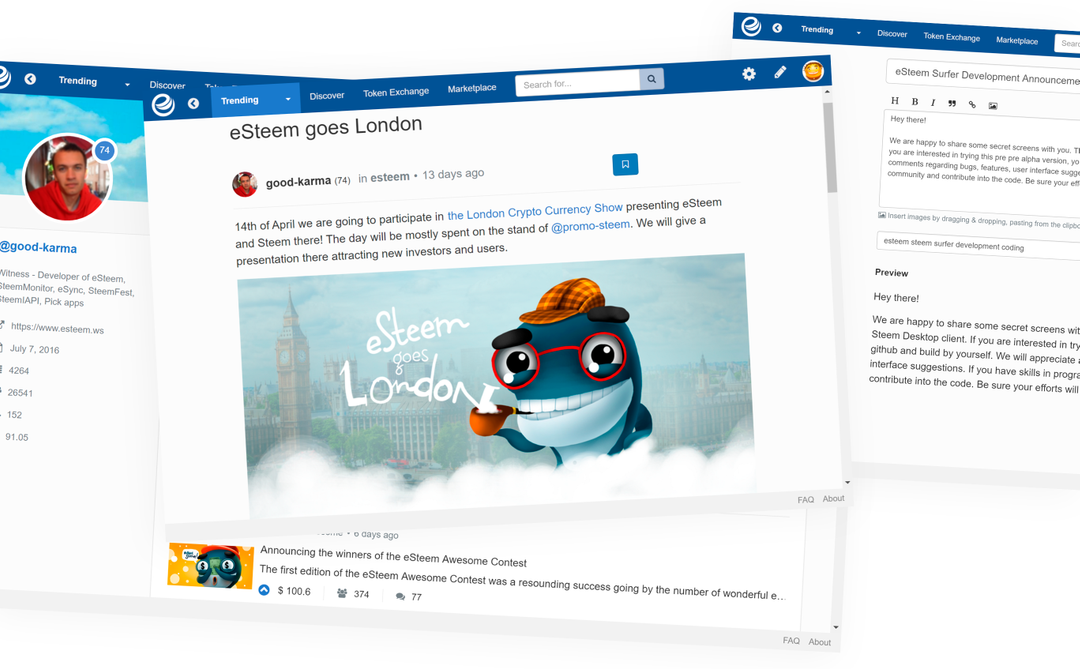 Trending
Discover
74
@good-karma
Witness - Developer of eSteem,
SteemMonitor, eSync, SteemFest,
SteemIAPI, Pick apps
https://www.esteem.ws
July 7, 2016
4264
26541
152
91.05
Trending
Discover
Token Exchange
Marketplace
Search for...
eSteem goes London
good-karma (74) in esteem • 13 days ago
14th of April we are going to participate in the London Crypto Currency Show presenting eSteem
and Steem there! The day will be mostly spent on the stand of @promo-steem. We will give a
presentation there attracting new investors and users.
eSteem
goes
London
FAQ About
• 6 days ago
Announcing the winners of the eSteem Awesome Contest
The first edition of the eSteem Awesome Contest was a resounding success going by the number of wonderful e…
$ 100.6
374
77
FAQ About
Trending
Discover
Token Exchange
Marketplace
eSteem Surfer Development
H B I
Hey there!
We are happy to share some secret screens with you.
you are interested in trying this pre pre alpha version,
comments regarding bugs, features, user interface
community and contribute into the code. Be sure your
Insert images by dragging & dropping, pasting from the
esteem steem surfer development coding
Preview
Hey there!
We are happy to share some secret screens
Steem Desktop client. If you are interested in
github and build by yourself. We will appreciate
interface suggestions. If you have skills in
contribute into the code. Be sure your efforts will